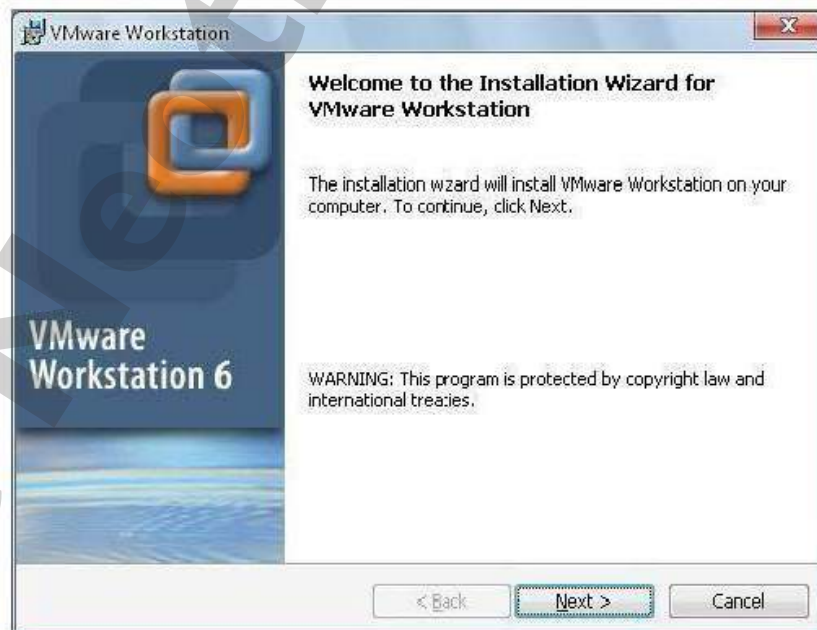 VMware Workstation
Welcome to the Installation Wizard for
VMware Workstation
The installation wizard will install VMware Workstation on your
computer. To continue, click Next.
VMware
Workstation 6
WARNING: This program is protected by copyright law and
international treaties.
< Back
Next >
Cancel